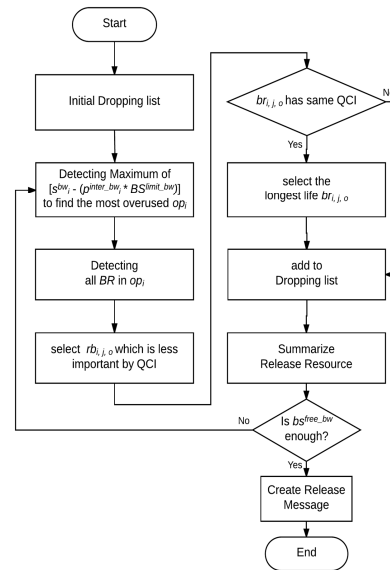 Start
Initial Dropping list
Detecting Maximum of
[s^bw_i - (p^inter_bw_i * BS^limit_bw)]
to find the most overused op_i
Detecting
all BR in op_i
select rb_i, j, o which is less
important by QCI
br_i, j, o has same QCI
No
Yes
select the
longest life br_i, j, o
add to
Dropping list
Summarize
Release Resource
Is bs^free_bw
enough?
No
Yes
Create Release
Message
End